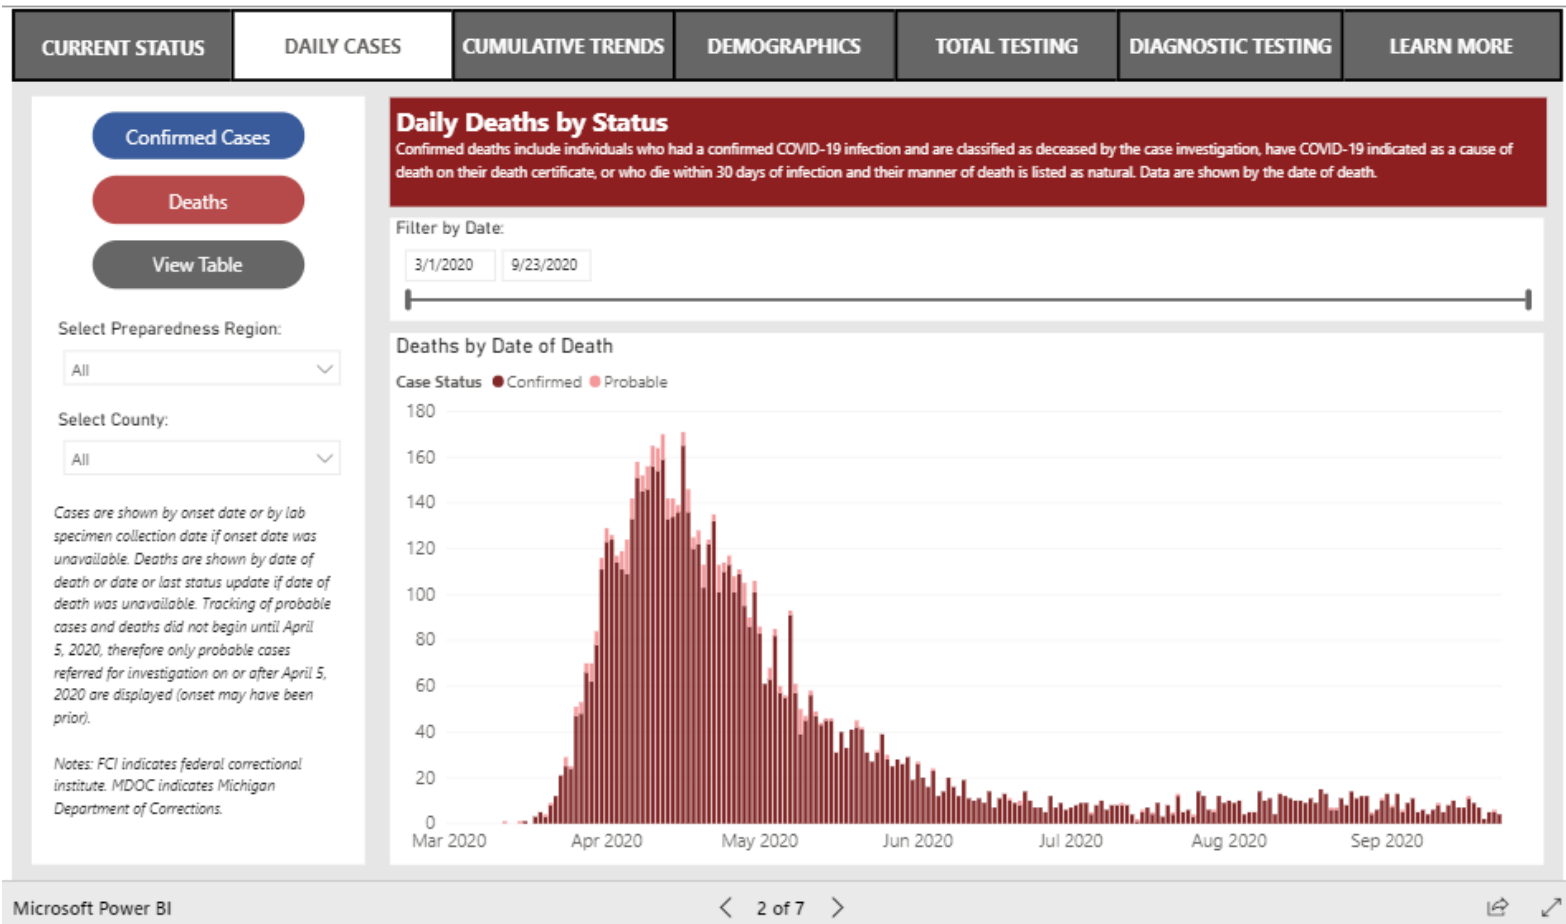 CURRENT STATUS
DAILY CASES
CUMULATIVE TRENDS
DEMOGRAPHICS
TOTAL TESTING
DIAGNOSTIC TESTING
LEARN MORE
Confirmed Cases
Deaths
View Table
Select Preparedness Region:
All
Select County:
All
Cases are shown by onset date or by lab
specimen collection date if onset date was
unavailable. Deaths are shown by date of
death or date or last status update if date of
death was unavailable. Tracking of probable
cases and deaths did not begin until April
5, 2020, therefore only probable cases
referred for investigation on or after April 5,
2020 are displayed (onset may have been
prior).
Notes: FCI indicates federal correctional
institute. MDOC indicates Michigan
Department of Corrections.
Daily Deaths by Status
Confirmed deaths include individuals who had a confirmed COVID-19 infection and are classified as deceased by the case investigation, have COVID-19 indicated as a cause of
death on their death certificate, or who die within 30 days of infection and their manner of death is listed as natural. Data are shown by the date of death.
Filter by Date:
3/1/2020 9/23/2020
Deaths by Date of Death
Case Status Confirmed Probable
180
160
140
120
100
80
60
40
20
0
Mar 2020 Apr 2020 May 2020 Jun 2020 Jul 2020 Aug 2020 Sep 2020
Microsoft Power BI
2 of 7